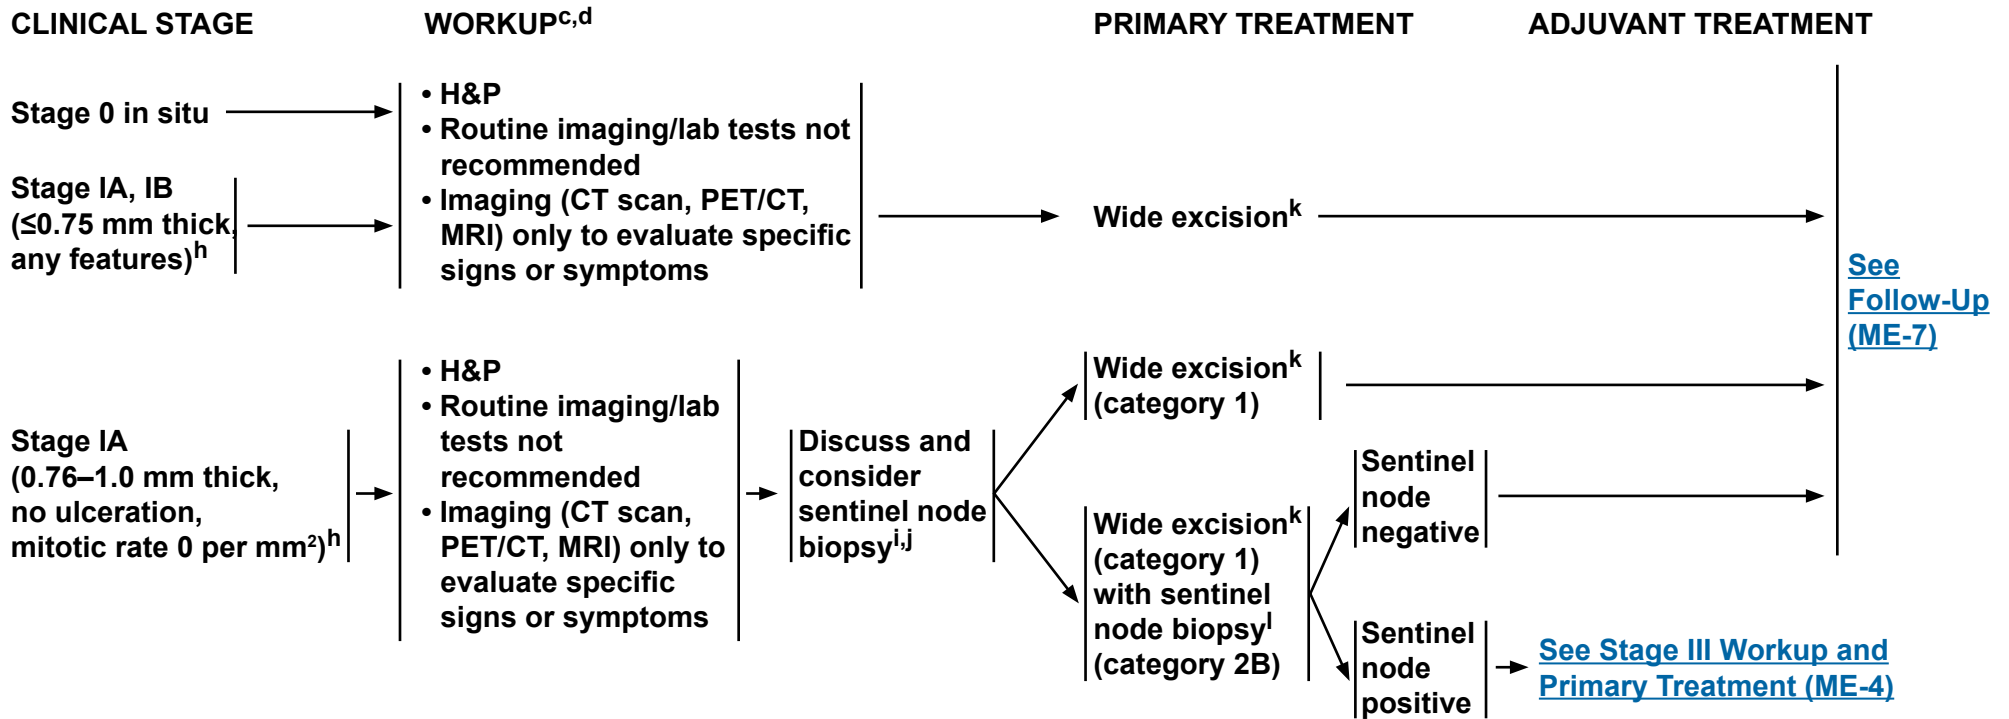 CLINICAL STAGE
WORKUPc,d
PRIMARY TREATMENT
ADJUVANT TREATMENT
Stage 0 in situ
Stage IA, IB
(≤0.75 mm thick,
any features)h
• H&P
• Routine imaging/lab tests not
recommended
• Imaging (CT scan, PET/CT,
MRI) only to evaluate specific
signs or symptoms
Wide excisionk
See
Follow-Up
(ME-7)
Stage IA
(0.76–1.0 mm thick,
no ulceration,
mitotic rate 0 per mm²)h
• H&P
• Routine imaging/lab
tests not
recommended
• Imaging (CT scan,
PET/CT, MRI) only to
evaluate specific
signs or symptoms
Discuss and
consider
sentinel node
biopsyi,j
Wide excisionk
(category 1)
Wide excisionk
(category 1)
with sentinel
node biopsyl
(category 2B)
Sentinel
node
negative
Sentinel
node
positive
See Stage III Workup and
Primary Treatment (ME-4)